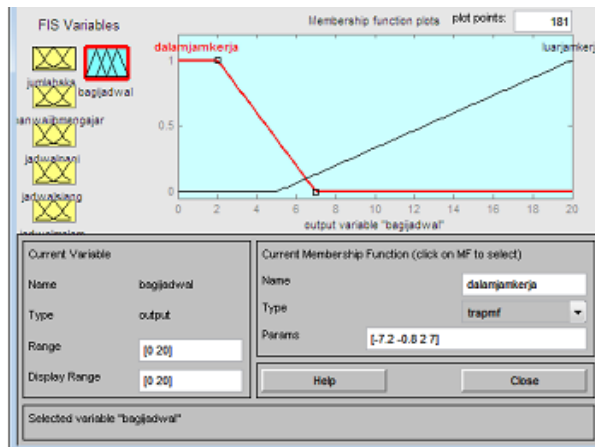 FIS Variables
Membership function plots
plot points:
181
dalamjamkerja
luarjamkerj
jumlahsks
bagijadwal
jadwalsiang
1
0.5
0
0 2 4 6 8 10 12 14 16 18 20
output variable "bagijadwal"
Current Variable
Name bagijadwal
Type output
Range [0 20]
Display Range [0 20]
Current Membership Function (click on MF to select)
Name dalamjamkerja
Type trapmf
Params [-7.2 -0.8 2 7]
Help
Close
Selected variable "bagijadwal"